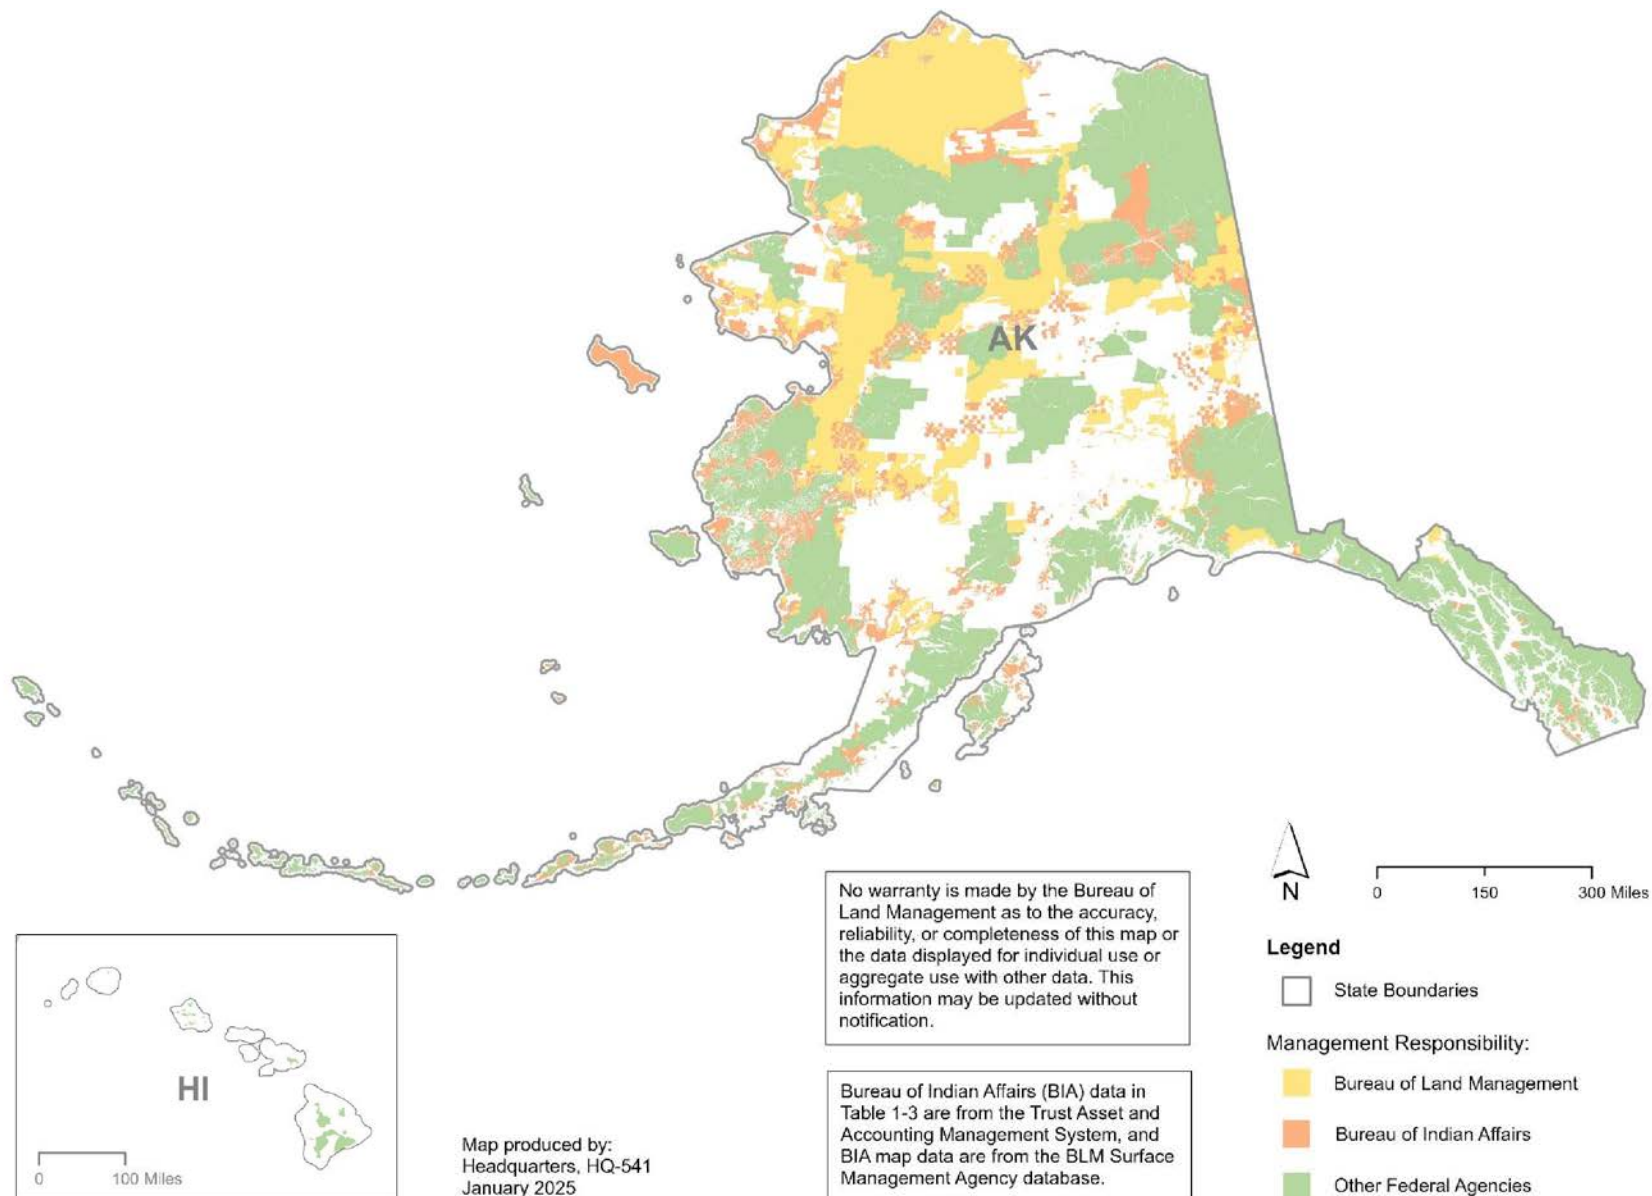 AK
No warranty is made by the Bureau of
Land Management as to the accuracy,
reliability, or completeness of this map or
the data displayed for individual use or
aggregate use with other data. This
information may be updated without
notification.
N
0 150 300 Miles
Legend
State Boundaries
Management Responsibility:
Bureau of Land Management
Bureau of Indian Affairs
Other Federal Agencies
Bureau of Indian Affairs (BIA) data in
Table 1-3 are from the Trust Asset and
Accounting Management System, and
BIA map data are from the BLM Surface
Management Agency database.
HI
0 100 Miles
Map produced by:
Headquarters, HQ-541
January 2025